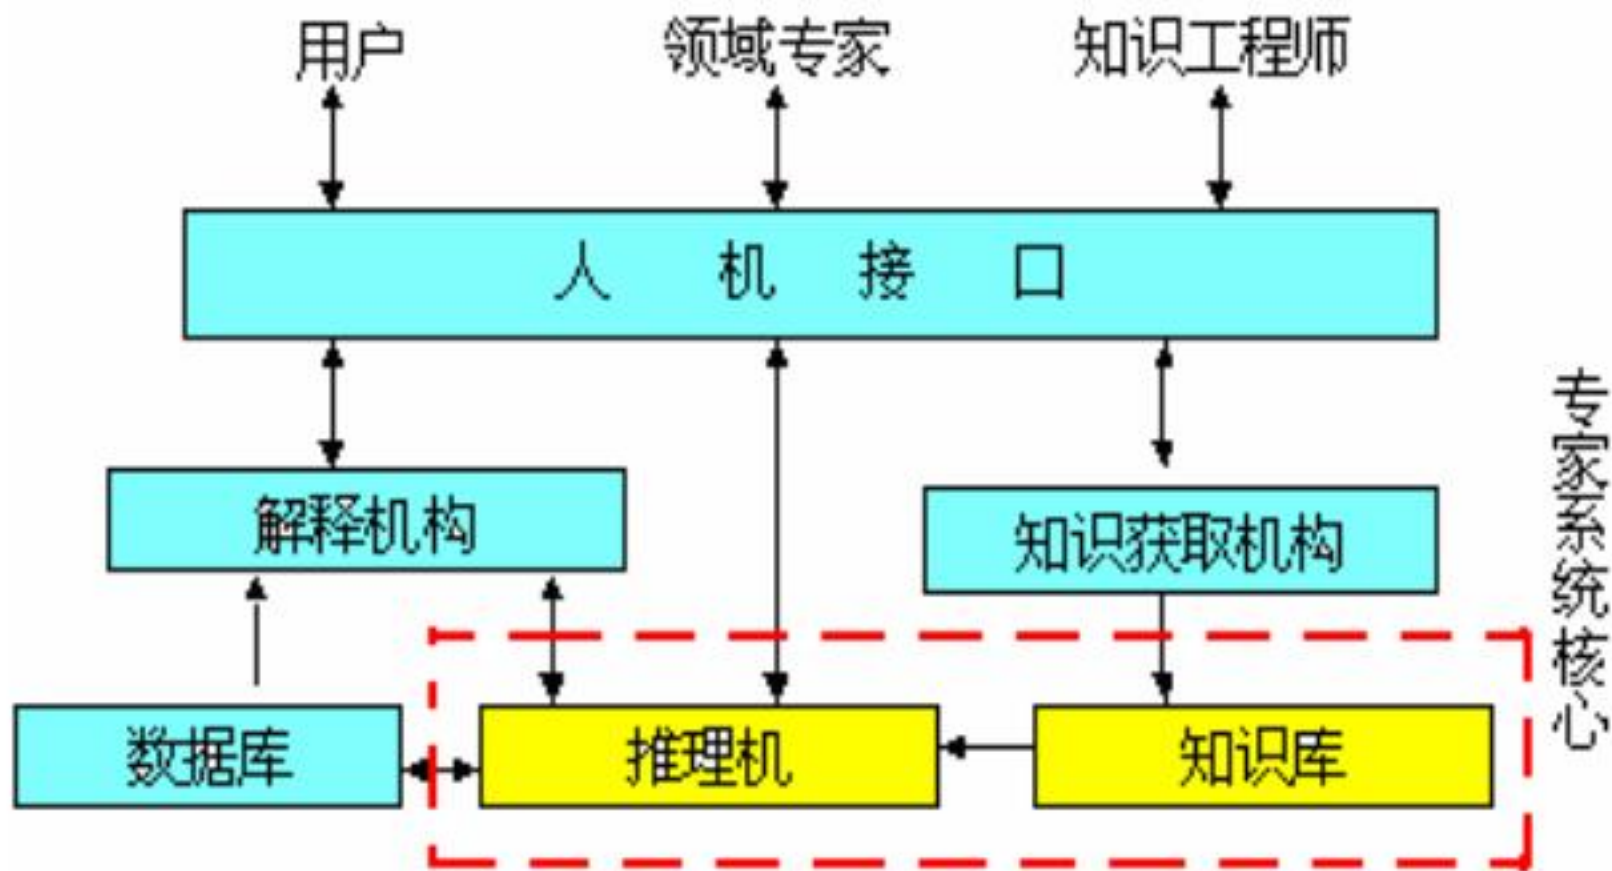 用户
领域专家
知识工程师
人机接口
解释机构
知识获取机构
数据库
推理机
知识库
专家系统核心